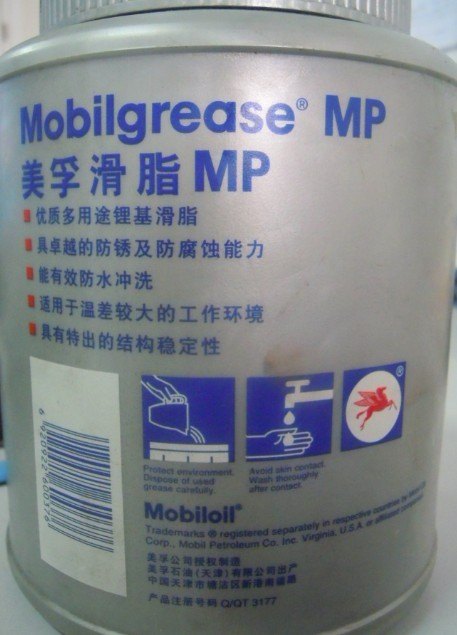 Mobilgrease® MP
美孚滑脂 MP
优质多用途锂基滑脂
具卓越的防锈及防腐蚀能力
能有效防水冲洗
适用于温差较大的工作环境
具有特出的结构稳定性
®
Protect environment.
Dispose of used
grease carefully.
Avoid skin contact.
Wash thoroughly
after contact.
6920922600376
Mobiloil®
Trademarks ® registered separately in respective countries by
Corp., Mobil Petroleum Co. Inc. Virginia, U.S.A. or affiliated
美孚公司授权制造
美孚石油(天津)有限公司出产
中国天津市塘沽区新港南疆路
产品注册号码 Q/QT 3177